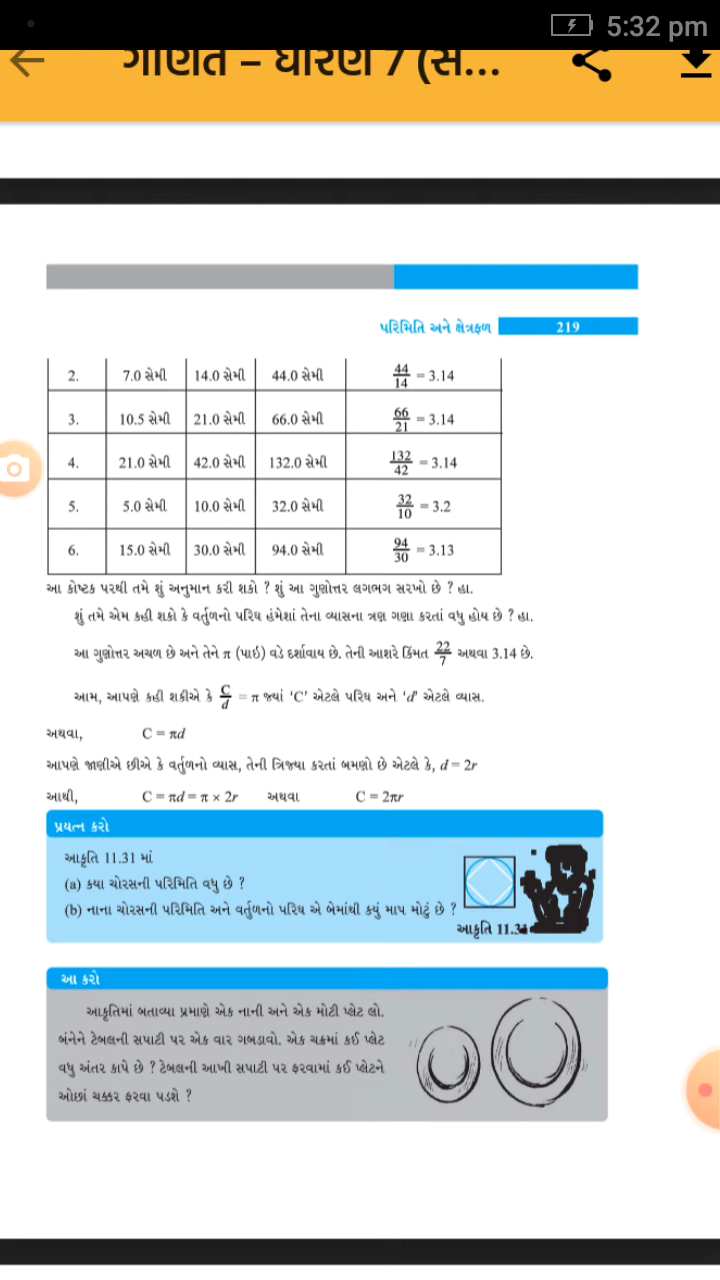 5:32 pm
ગણિત – ધોરણ 7 (સ...
પરિમિતિ અને ક્ષેત્રફળ 219
2. 7.0 સેમી 14.0 સેમી 44.0 સેમી 44/14 = 3.14
3. 10.5 સેમી 21.0 સેમી 66.0 સેમી 66/21 = 3.14
4. 21.0 સેમી 42.0 સેમી 132.0 સેમી 132/42 = 3.14
5. 5.0 સેમી 10.0 સેમી 32.0 સેમી 32/10 = 3.2
6. 15.0 સેમી 30.0 સેમી 94.0 સેમી 94/30 = 3.13
આ કોષ્ટક પરથી તમે શું અનુમાન કરી શકો ? શું આ ગુણોત્તર લગભગ સરખો છે ? હા.
શું તમે એમ કહી શકો કે વર્તુળનો પરિઘ હંમેશાં તેના વ્યાસના ત્રણ ગણા કરતાં વધુ હોય છે ? હા.
આ ગુણોત્તર અચળ છે અને તેને π (પાઇ) વડે દર્શાવાય છે. તેની આશરે કિંમત 22/7 અથવા 3.14 છે.
આમ, આપણે કહી શકીએ કે C/d = π જ્યાં ‘C’ એટલે પરિઘ અને ‘d’ એટલે વ્યાસ.
અથવા, C = πd
આપણે જાણીએ છીએ કે વર્તુળનો વ્યાસ, તેની ત્રિજ્યા કરતાં બમણો છે એટલે કે, d = 2r
આથી, C = πd = π × 2r અથવા C = 2πr
પ્રયત્ન કરો
આકૃતિ 11.31 માં
(a) કયા ચોરસની પરિમિતિ વધુ છે ?
(b) નાના ચોરસની પરિમિતિ અને વર્તુળનો પરિઘ એ બેમાંથી કયું માપ મોટું છે ?
આકૃતિ 11.31
આ કરો
આકૃતિમાં બતાવ્યા પ્રમાણે એક નાની અને એક મોટી પ્લેટ લો.
બંનેને ટેબલની સપાટી પર એક વાર ગબડાવો. એક ચક્રમાં કઈ પ્લેટ
વધુ અંતર કાપે છે ? ટેબલની આખી સપાટી પર ફરવામાં કઈ પ્લેટને
ઓછાં ચક્કર ફરવા પડશે ?